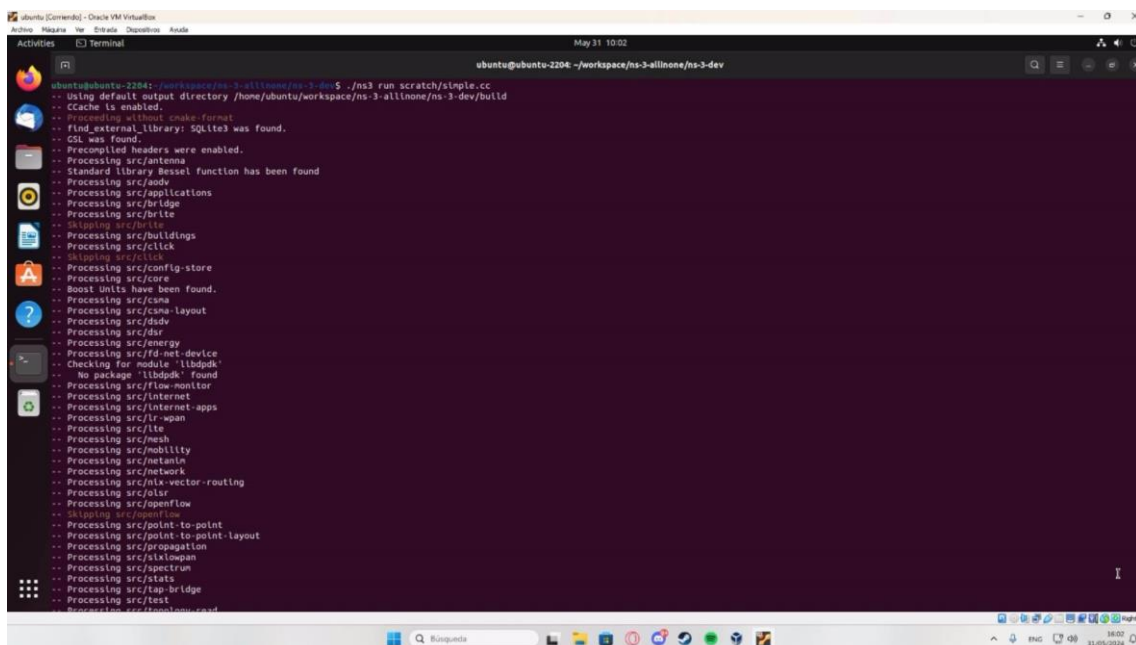 ubuntu [Corriendo] - Oracle VM VirtualBox
Archivo Máquina Ver Entrada Dispositivos Ayuda
Activities Terminal May 31 10:02
ubuntu@ubuntu-2204: ~/workspace/ns-3-allinone/ns-3-dev
ubuntu@ubuntu-2204:~/workspace/ns-3-allinone/ns-3-dev$ ./ns3 run scratch/simple.cc
-- Using default output directory /home/ubuntu/workspace/ns-3-allinone/ns-3-dev/build
-- CCache is enabled.
-- Proceeding without cmake-format
-- find_external_library: SQLite3 was found.
-- GSL was found.
-- Precompiled headers were enabled.
-- Processing src/antenna
-- Standard library Bessel function has been found
-- Processing src/aodv
-- Processing src/applications
-- Processing src/bridge
-- Processing src/brite
-- Skipping src/brite
-- Processing src/buildings
-- Processing src/click
-- Skipping src/click
-- Processing src/config-store
-- Processing src/core
-- Boost Units have been found.
-- Processing src/csma
-- Processing src/csma-layout
-- Processing src/dsdv
-- Processing src/dsr
-- Processing src/energy
-- Processing src/fd-net-device
-- Checking for module 'libdpdk'
--   No package 'libdpdk' found
-- Processing src/flow-monitor
-- Processing src/internet
-- Processing src/internet-apps
-- Processing src/lr-wpan
-- Processing src/lte
-- Processing src/mesh
-- Processing src/mobility
-- Processing src/netanim
-- Processing src/network
-- Processing src/nix-vector-routing
-- Processing src/olsr
-- Processing src/openflow
-- Skipping src/openflow
-- Processing src/point-to-point
-- Processing src/point-to-point-layout
-- Processing src/propagation
-- Processing src/sixlowpan
-- Processing src/spectrum
-- Processing src/stats
-- Processing src/tap-bridge
-- Processing src/test
-- Processing src/topology-read
Right
Búsqueda
ENG
16:02
31/05/2024